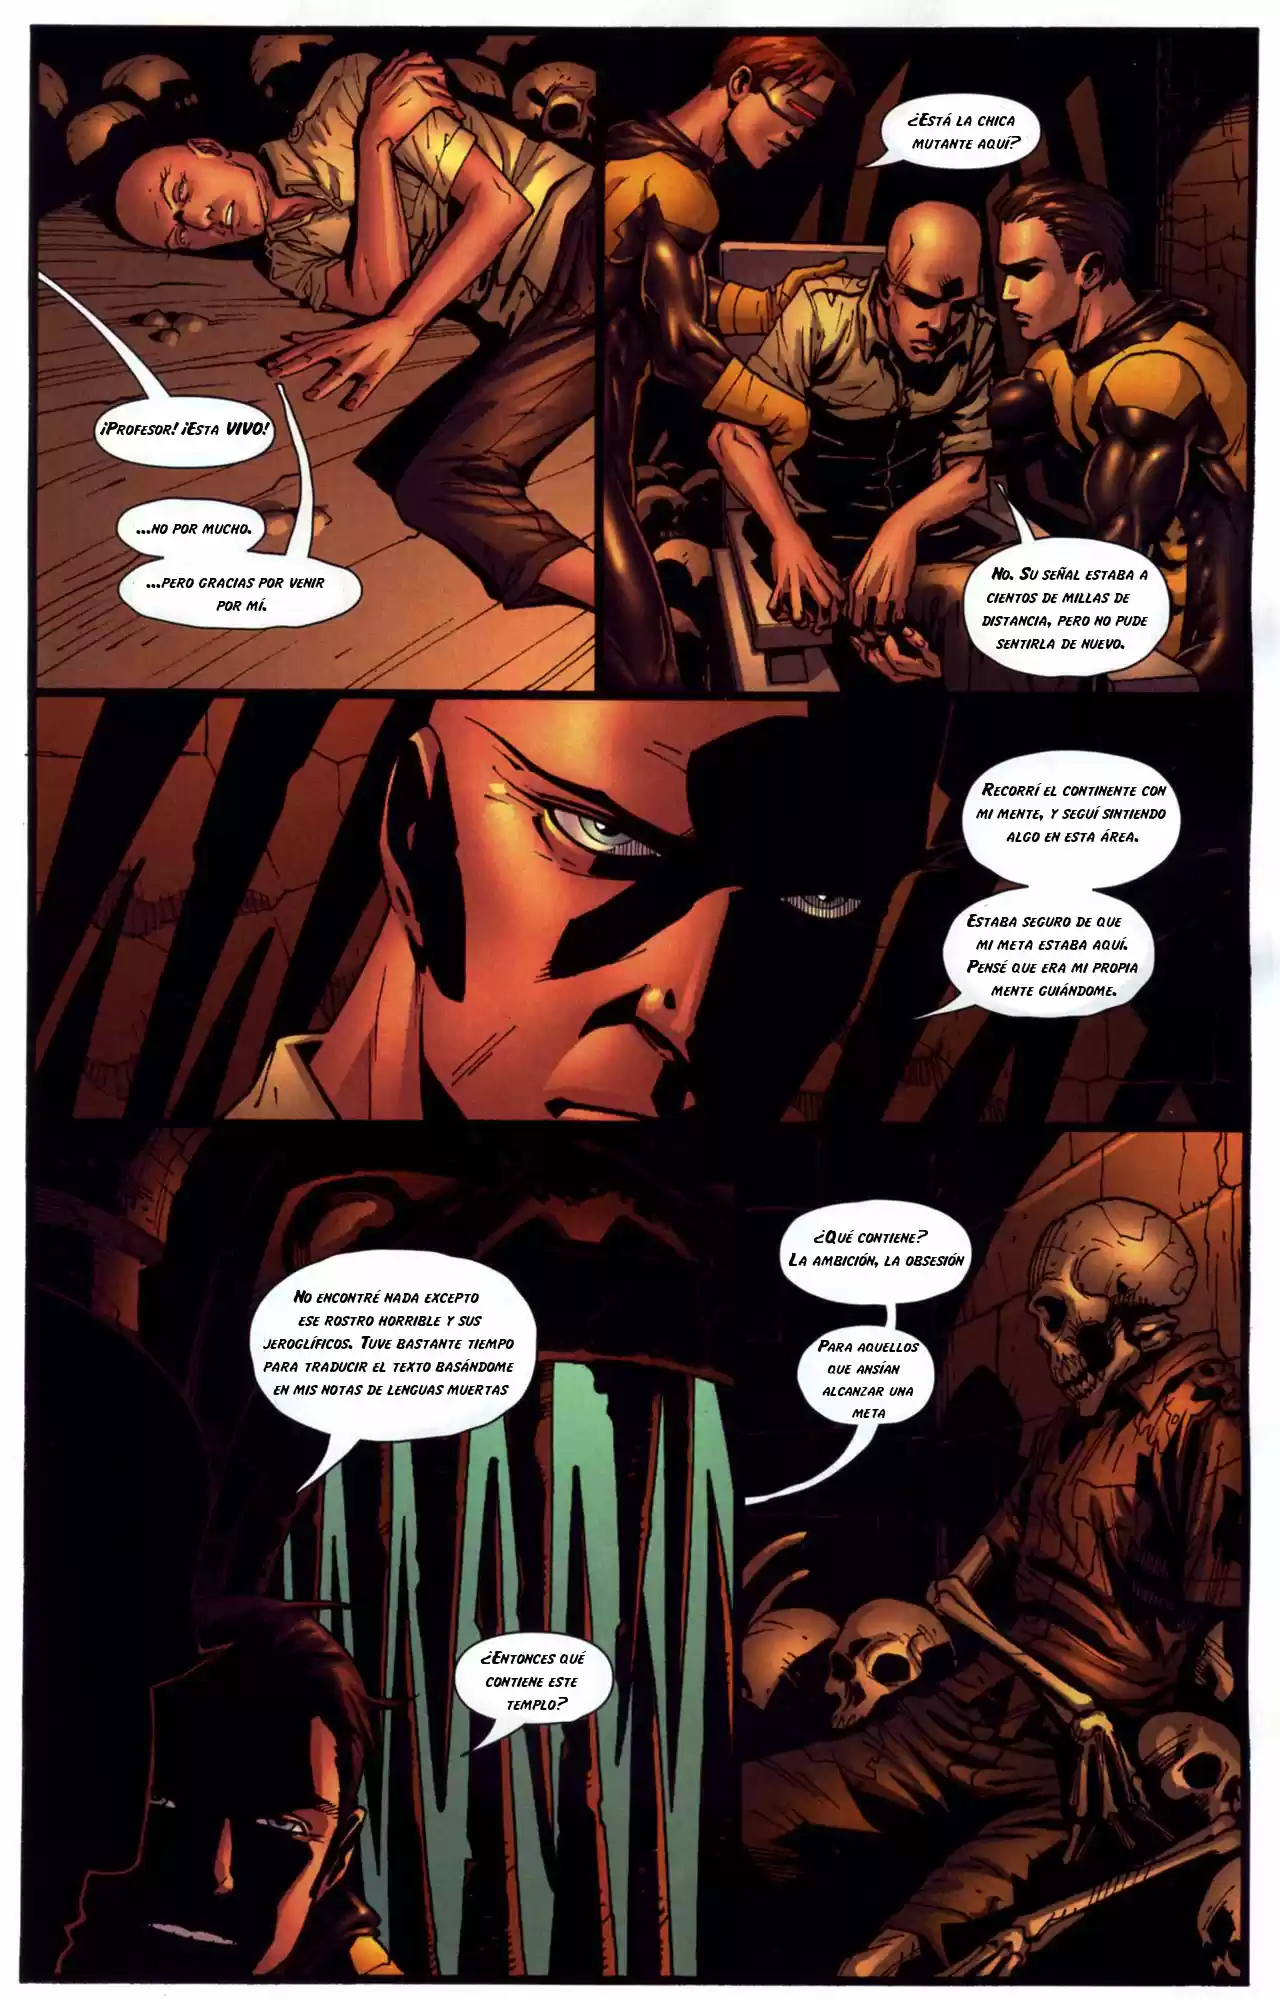 ¡Profesor! ¡Esta VIVO!
...no por mucho.
...pero gracias por venir
por mí.
¿Está la chica
mutante aquí?
No. Su señal estaba a
cientos de millas de
distancia, pero no pude
sentirla de nuevo.
Recorrí el continente con
mi mente, y seguí sintiendo
algo en esta área.
Estaba seguro de que
mi meta estaba aquí.
Pensé que era mi propia
mente guiándome.
No encontré nada excepto
ese rostro horrible y sus
jeroglíficos. Tuve bastante tiempo
para traducir el texto basándome
en mis notas de lenguas muertas
¿Entonces qué
contiene este
templo?
¿Qué contiene?
La ambición, la obsesión
Para aquellos
que ansían
alcanzar una
meta